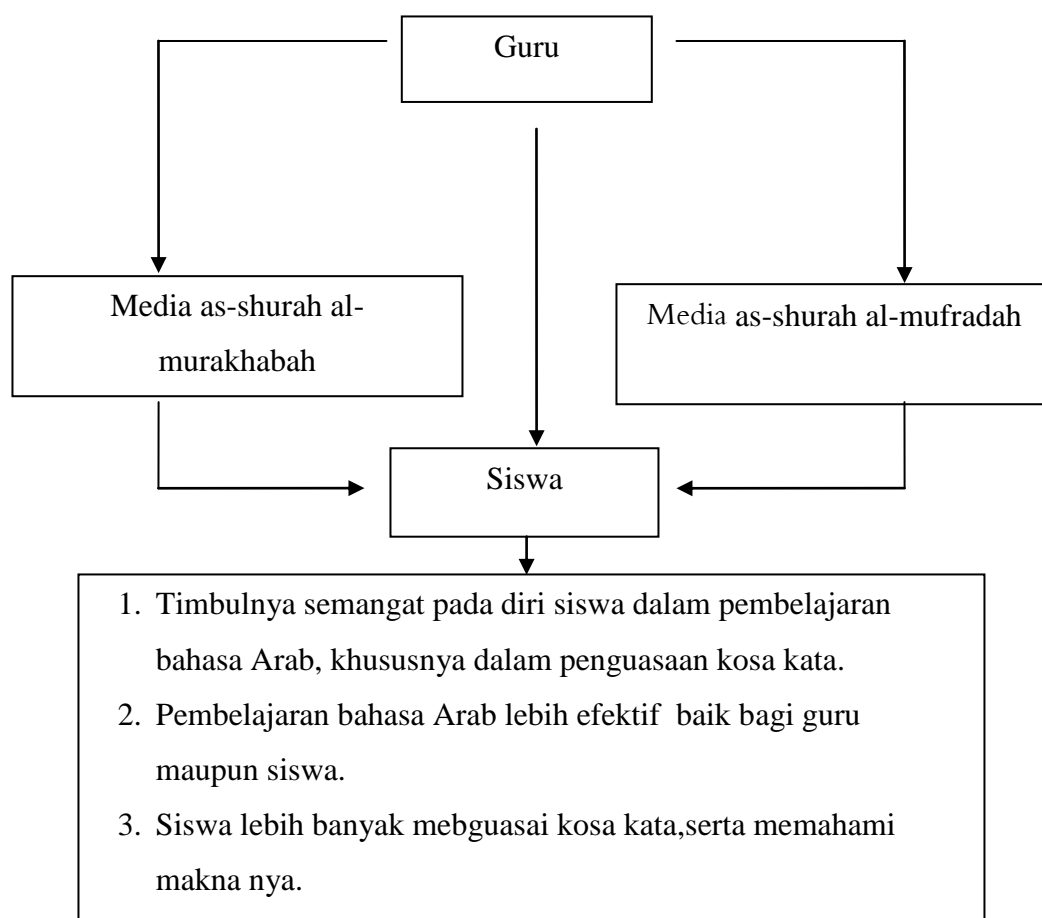 Guru
Media as-shurah al-
murakhabah
Media as-shurah al-mufradah
Siswa
1. Timbulnya semangat pada diri siswa dalam pembelajaran
bahasa Arab, khususnya dalam penguasaan kosa kata.
2. Pembelajaran bahasa Arab lebih efektif  baik bagi guru
maupun siswa.
3. Siswa lebih banyak mebguasai kosa kata,serta memahami
makna nya.